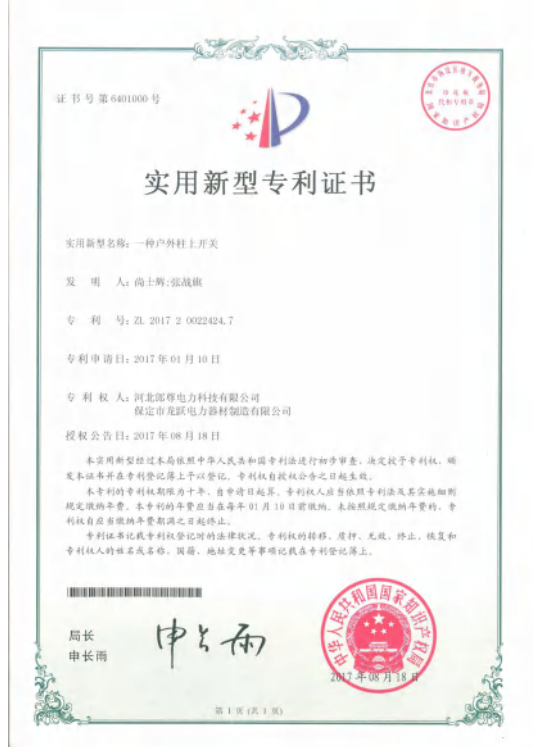 证书号第6401000号
实用新型专利证书
实用新型名称：一种户外柱上开关
发 明 人：尚士辉;张战旗
专 利 号：ZL 2017 2 0022424.7
专利申请日：2017年01月10日
专 利 权 人：河北郎尊电力科技有限公司
保定市龙跃电力器材制造有限公司
授权公告日：2017年08月18日
本实用新型经过本局依照中华人民共和国专利法进行初步审查，决定授予专利权，颁
发本证书并在专利登记簿上予以登记。专利权自授权公告之日起生效。
本专利的专利权期限为十年，自申请日起算。专利权人应当依照专利法及其实施细则
规定缴纳年费。本专利的年费应当在每年01月10日前缴纳。未按照规定缴纳年费的，专
利权自应当缴纳年费期满之日起终止。
专利证书记载专利权登记时的法律状况。专利权的转移、质押、无效、终止、恢复和
专利权人的姓名或名称、国籍、地址变更等事项记载在专利登记簿上。
局长
申长雨
申长雨
中华人民共和国国家知识产权局
2017年08月18日
第1页(共1页)